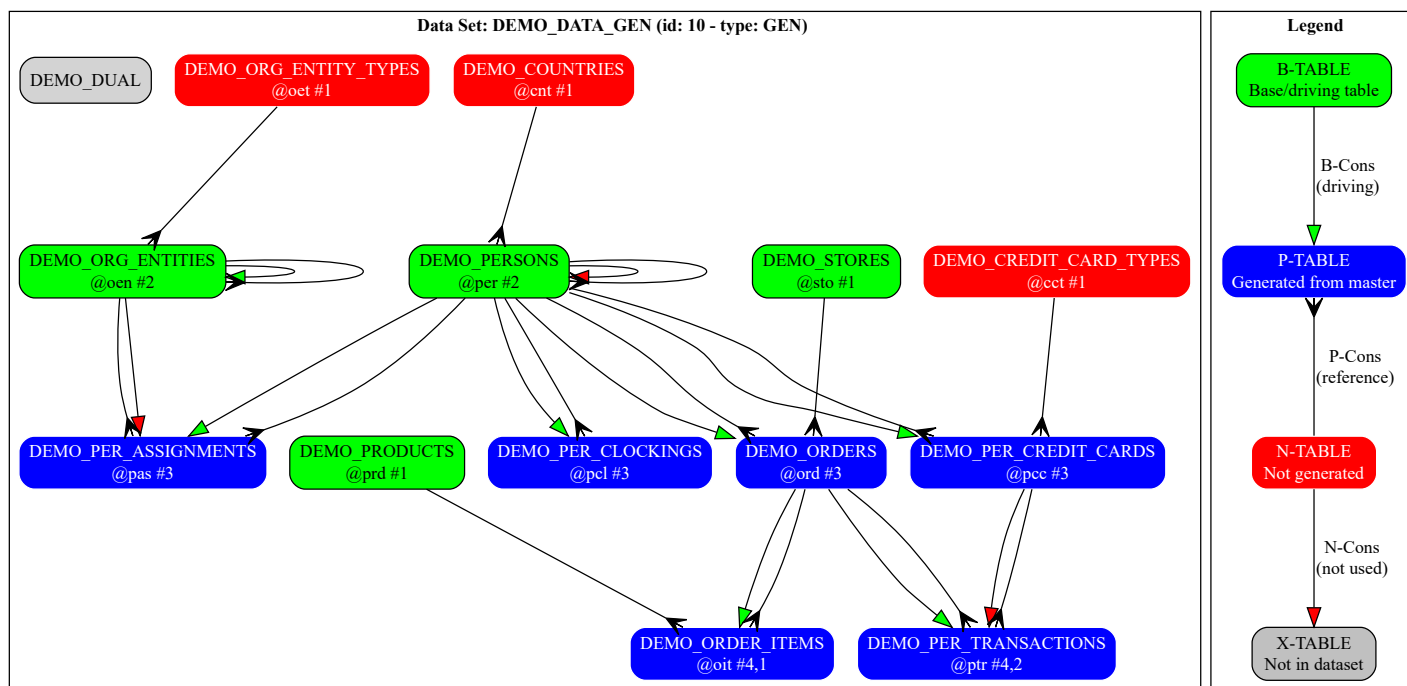 Data Set: DEMO_DATA_GEN (id: 10 - type: GEN)
DEMO_DUAL
DEMO_ORG_ENTITY_TYPES
@oet #1
DEMO_COUNTRIES
@cnt #1
DEMO_ORG_ENTITIES
@oen #2
DEMO_PERSONS
@per #2
DEMO_STORES
@sto #1
DEMO_CREDIT_CARD_TYPES
@cct #1
DEMO_PER_ASSIGNMENTS
@pas #3
DEMO_PRODUCTS
@prd #1
DEMO_PER_CLOCKINGS
@pcl #3
DEMO_ORDERS
@ord #3
DEMO_PER_CREDIT_CARDS
@pcc #3
DEMO_ORDER_ITEMS
@oit #4,1
DEMO_PER_TRANSACTIONS
@ptr #4,2
Legend
B-TABLE
Base/driving table
B-Cons
(driving)
P-TABLE
Generated from master
P-Cons
(reference)
N-TABLE
Not generated
N-Cons
(not used)
X-TABLE
Not in dataset